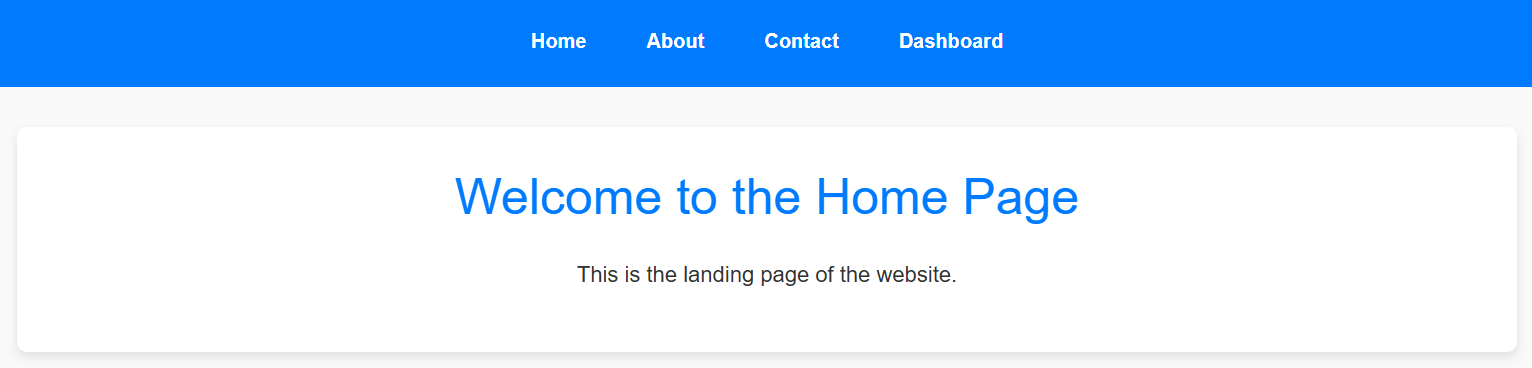 Home About Contact Dashboard
Welcome to the Home Page
This is the landing page of the website.